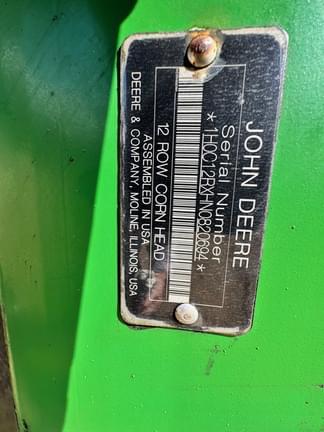 JOHN DEERE
Serial Number
*1H0C12RXHN0820694*
12 ROW CORN HEAD
ASSEMBLED IN USA
DEERE & COMPANY, MOLINE, ILLINOIS, USA